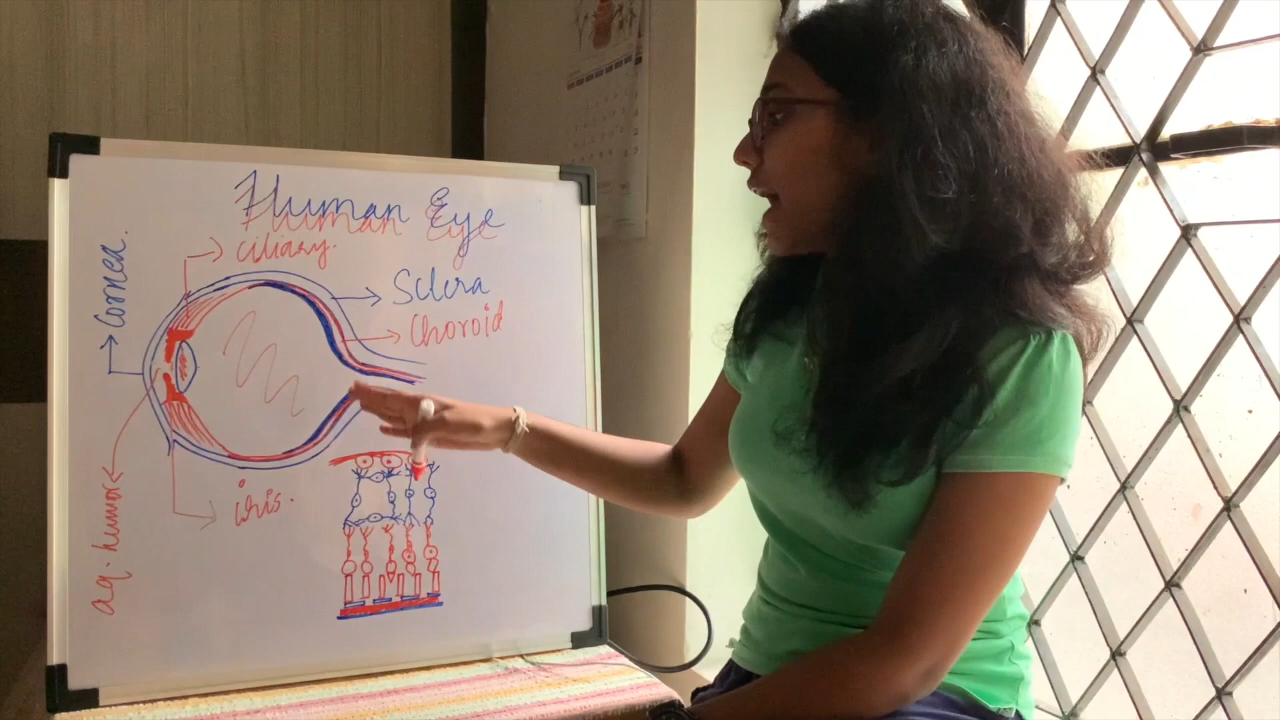 Human Eye
ciliary.
Cornea.
Sclera
Choroid
iris.
aq. humor